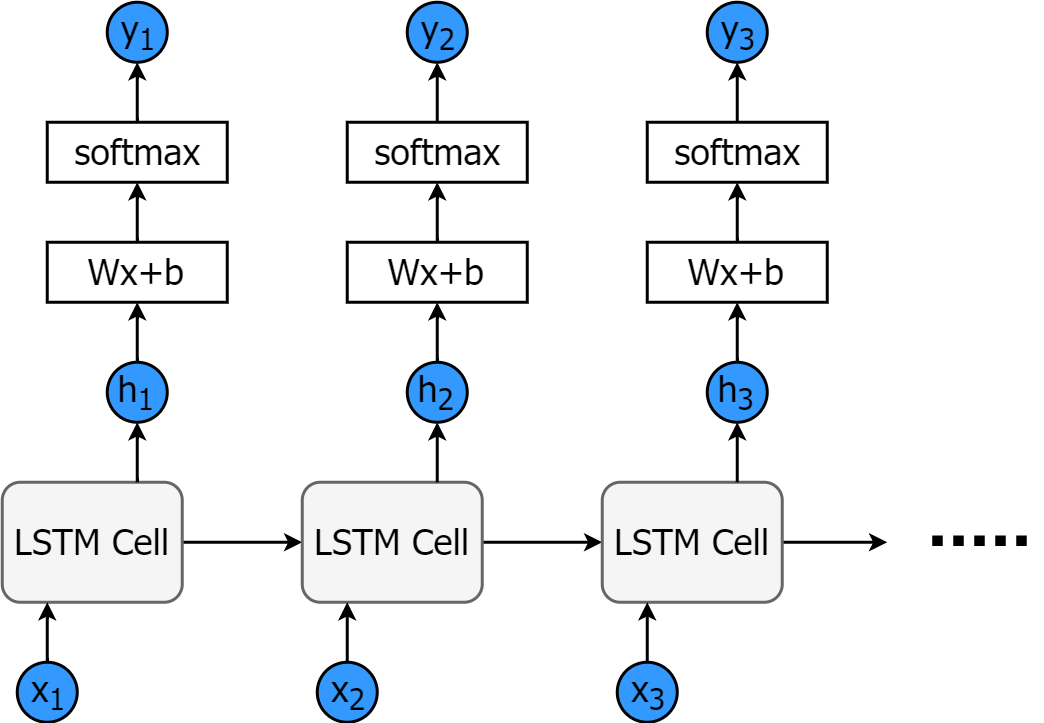 y₁ y₂ y₃
softmax softmax softmax
Wx+b Wx+b Wx+b
h₁ h₂ h₃
LSTM Cell LSTM Cell LSTM Cell .....
x₁ x₂ x₃